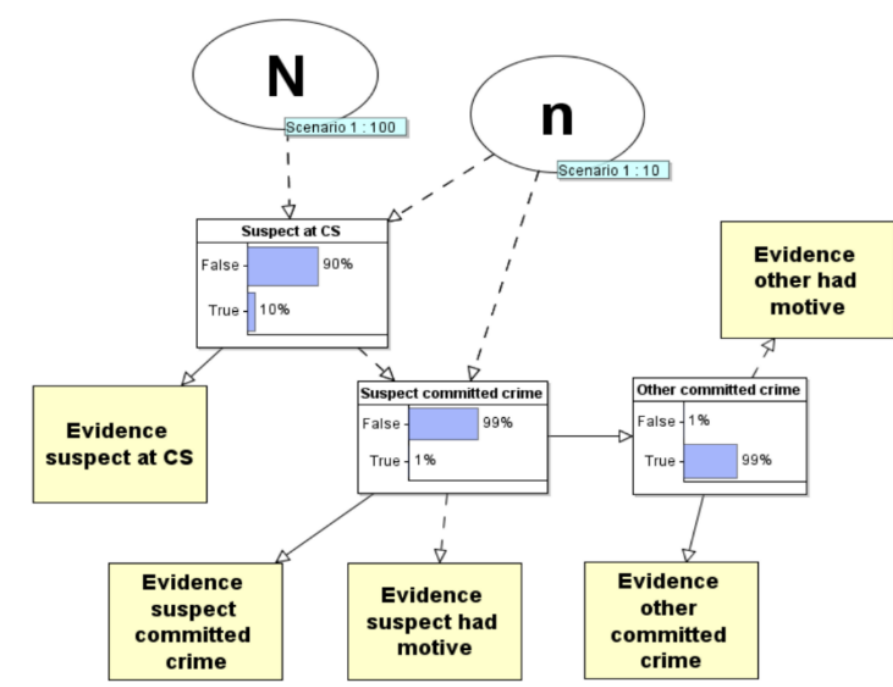 N
n
Scenario 1 : 100
Scenario 1 : 10
Suspect at CS
False
90%
True
10%
Evidence
other had
motive
Suspect committed crime
False
99%
True
1%
Other committed crime
False
1%
True
99%
Evidence
suspect at CS
Evidence
suspect
committed
crime
Evidence
suspect had
motive
Evidence
other
committed
crime